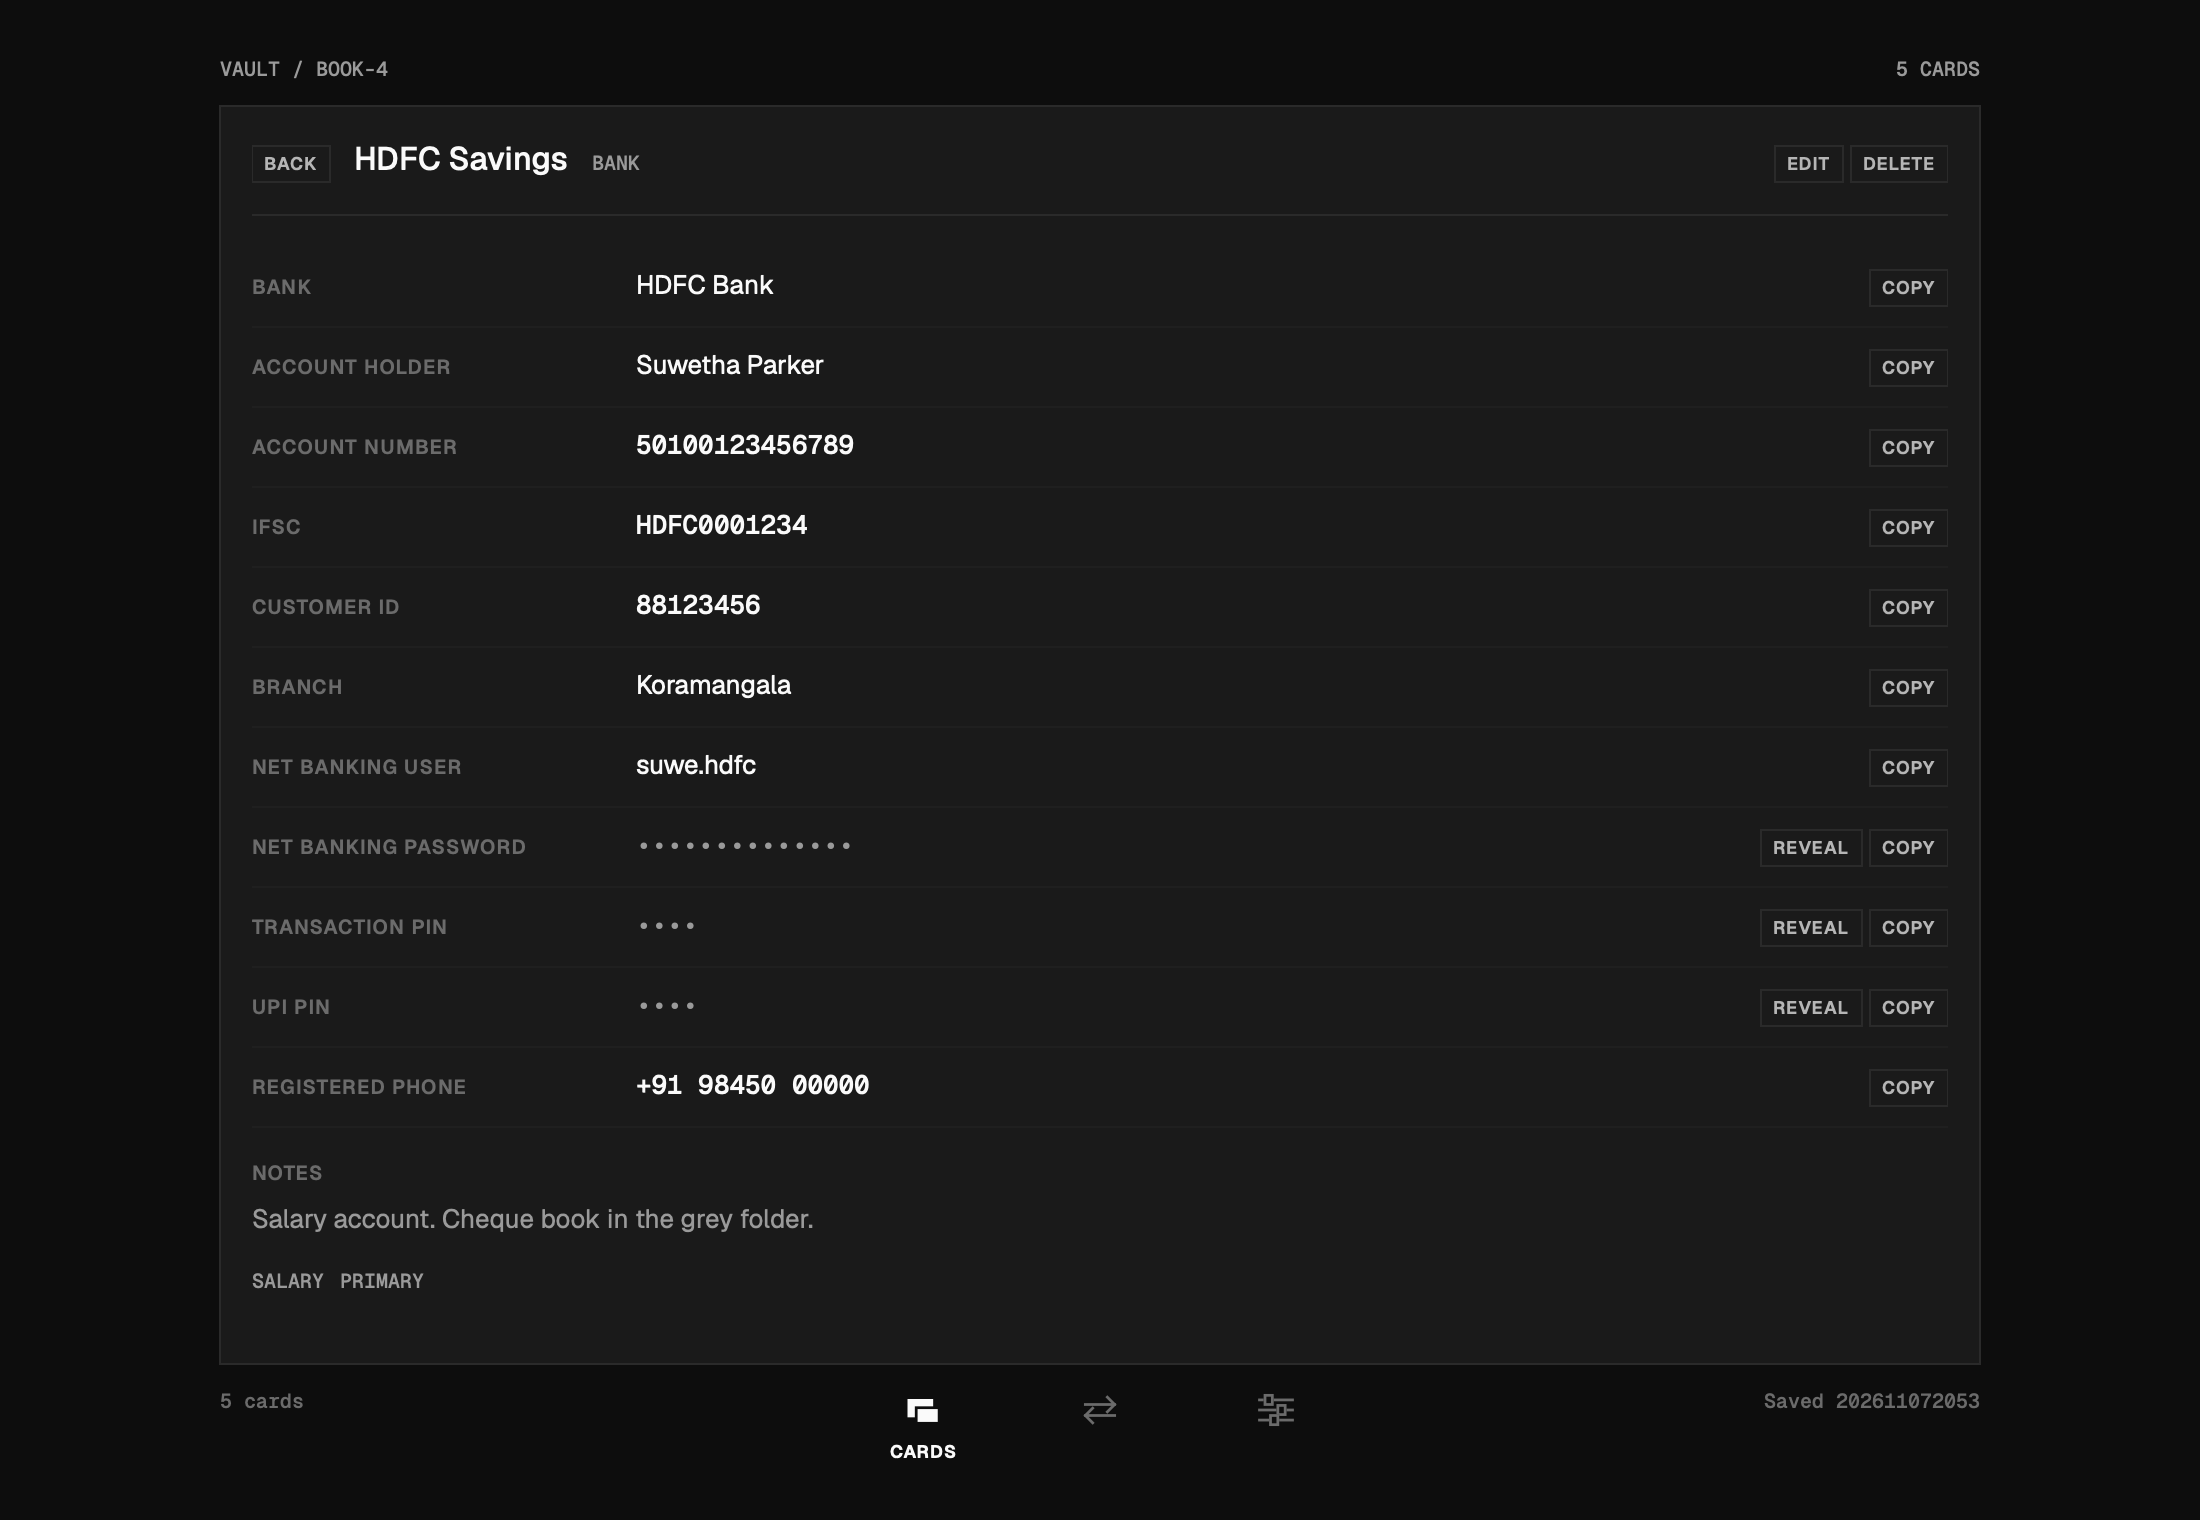 VAULT / BOOK-4 5 CARDS
BACK HDFC Savings BANK EDIT DELETE
BANK HDFC Bank COPY
ACCOUNT HOLDER Suwetha Parker COPY
ACCOUNT NUMBER 50100123456789 COPY
IFSC HDFC0001234 COPY
CUSTOMER ID 88123456 COPY
BRANCH Koramangala COPY
NET BANKING USER suwe.hdfc COPY
NET BANKING PASSWORD •••••••••••••• REVEAL COPY
TRANSACTION PIN •••• REVEAL COPY
UPI PIN •••• REVEAL COPY
REGISTERED PHONE +91 98450 00000 COPY
NOTES
Salary account. Cheque book in the grey folder.
SALARY PRIMARY
5 cards Saved 202611072053
CARDS